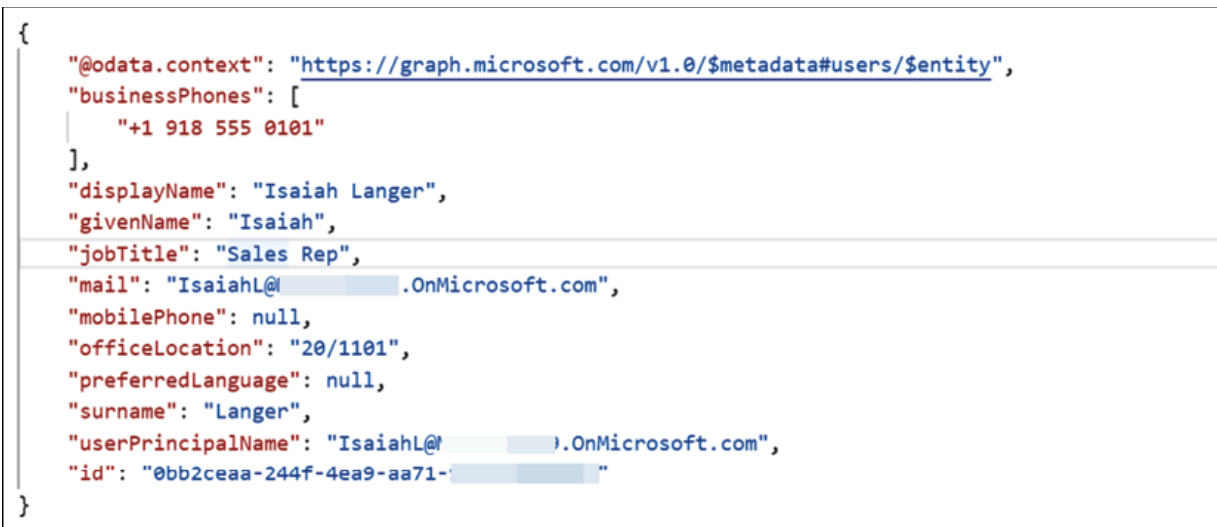 {
"@odata.context": "https://graph.microsoft.com/v1.0/$metadata#users/$entity",
"businessPhones": [
"+1 918 555 0101"
],
"displayName": "Isaiah Langer",
"givenName": "Isaiah",
"jobTitle": "Sales Rep",
"mail": "IsaiahL@ .OnMicrosoft.com",
"mobilePhone": null,
"officeLocation": "20/1101",
"preferredLanguage": null,
"surname": "Langer",
"userPrincipalName": "IsaiahL@ .OnMicrosoft.com",
"id": "0bb2ceaa-244f-4ea9-aa71- "
}